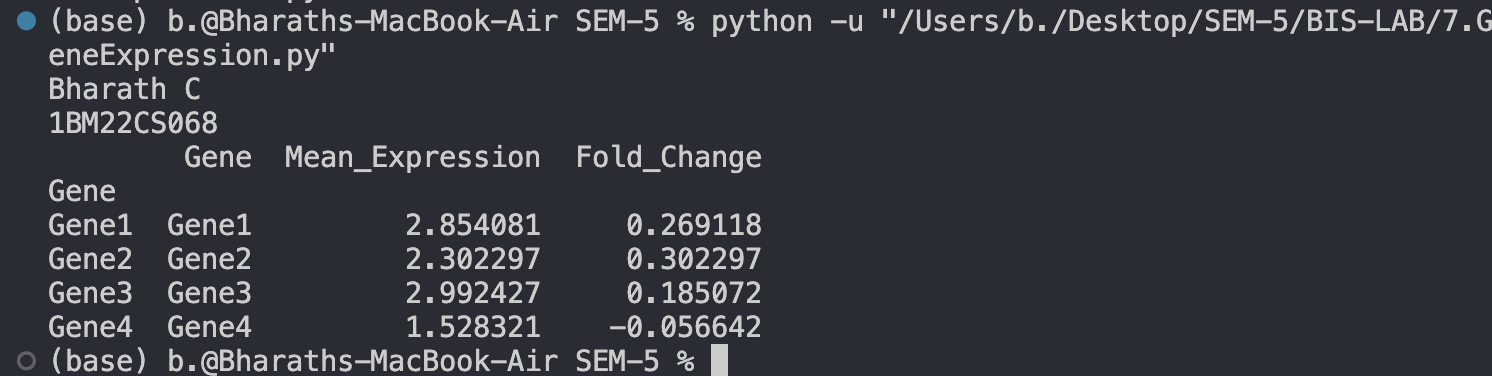 (base) b.@Bharaths-MacBook-Air SEM-5 % python -u "/Users/b./Desktop/SEM-5/BIS-LAB/7.G
eneExpression.py"
Bharath C
1BM22CS068
        Gene  Mean_Expression  Fold_Change
Gene
Gene1  Gene1         2.854081     0.269118
Gene2  Gene2         2.302297     0.302297
Gene3  Gene3         2.992427     0.185072
Gene4  Gene4         1.528321    -0.056642
(base) b.@Bharaths-MacBook-Air SEM-5 %